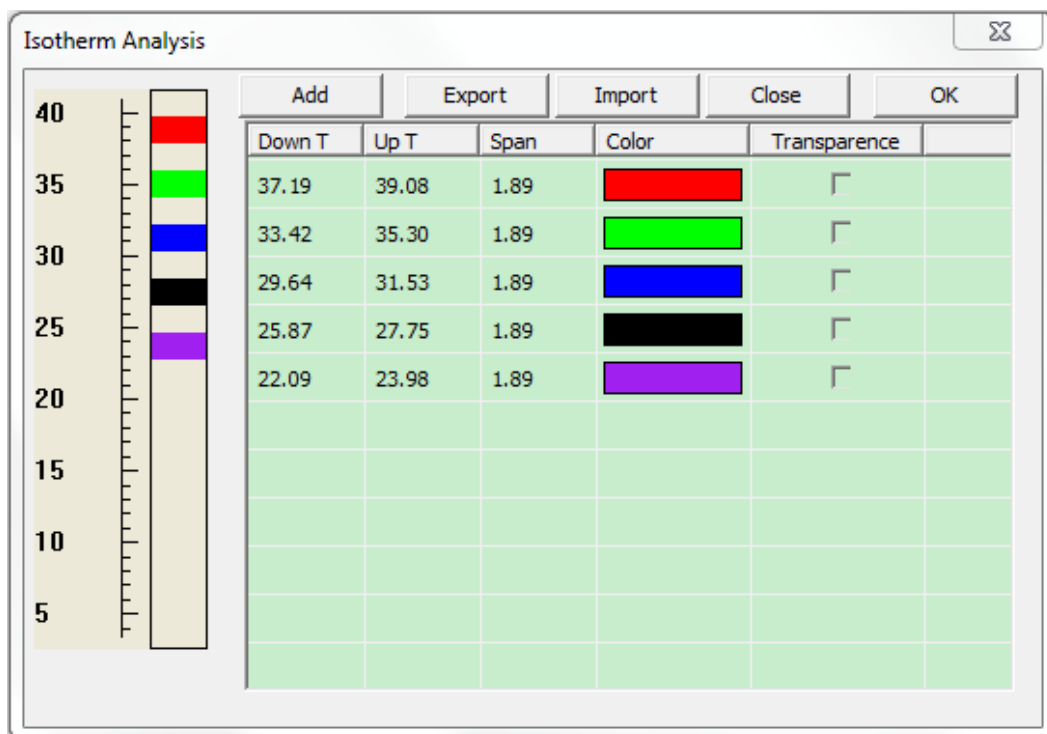 Isotherm Analysis
Add Export Import Close OK
Down T Up T Span Color Transparence
37.19 39.08 1.89
33.42 35.30 1.89
29.64 31.53 1.89
25.87 27.75 1.89
22.09 23.98 1.89
40
35
30
25
20
15
10
5